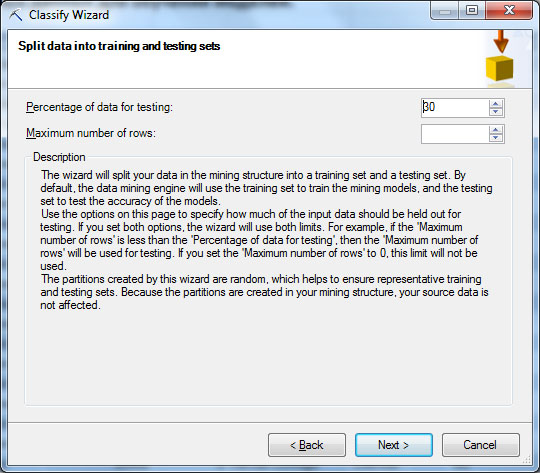 Classify Wizard
Split data into training and testing sets
Percentage of data for testing:
30
Maximum number of rows:
Description
The wizard will split your data in the mining structure into a training set and a testing set. By
default, the data mining engine will use the training set to train the mining models, and the testing
set to test the accuracy of the models.
Use the options on this page to specify how much of the input data should be held out for
testing. If you set both options, the wizard will use both limits. For example, if the 'Maximum
number of rows' is less than the 'Percentage of data for testing', then the 'Maximum number of
rows' will be used for testing. If you set the 'Maximum number of rows' to 0, this limit will not be
used.
The partitions created by this wizard are random, which helps to ensure representative training
and testing sets. Because the partitions are created in your mining structure, your source data is
not affected.
< Back
Next >
Cancel